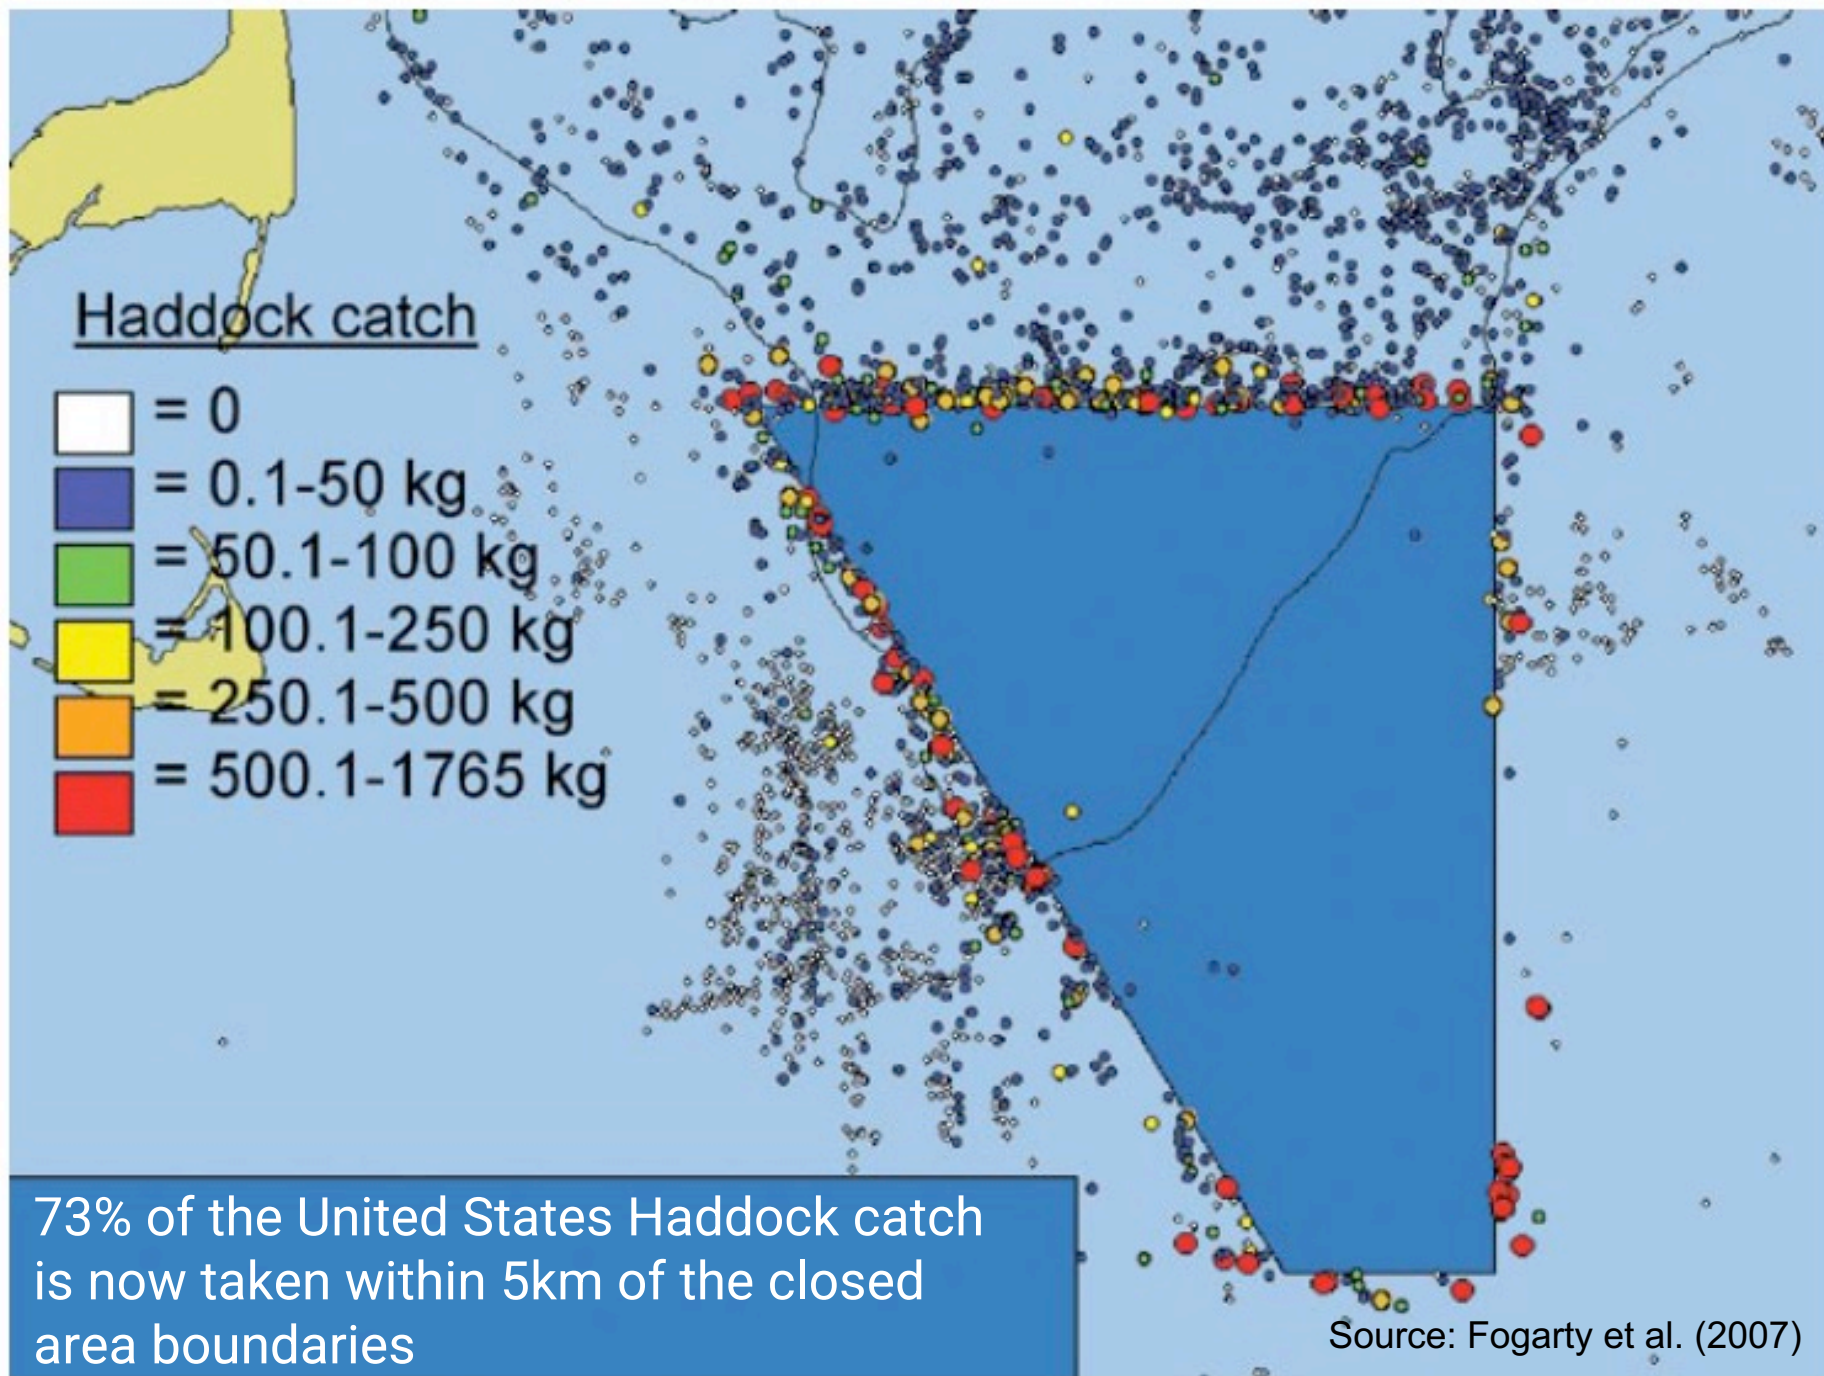 Haddock catch
= 0
= 0.1-50 kg
= 50.1-100 kg
= 100.1-250 kg
= 250.1-500 kg
= 500.1-1765 kg
73% of the United States Haddock catch
is now taken within 5km of the closed
area boundaries
Source: Fogarty et al. (2007)